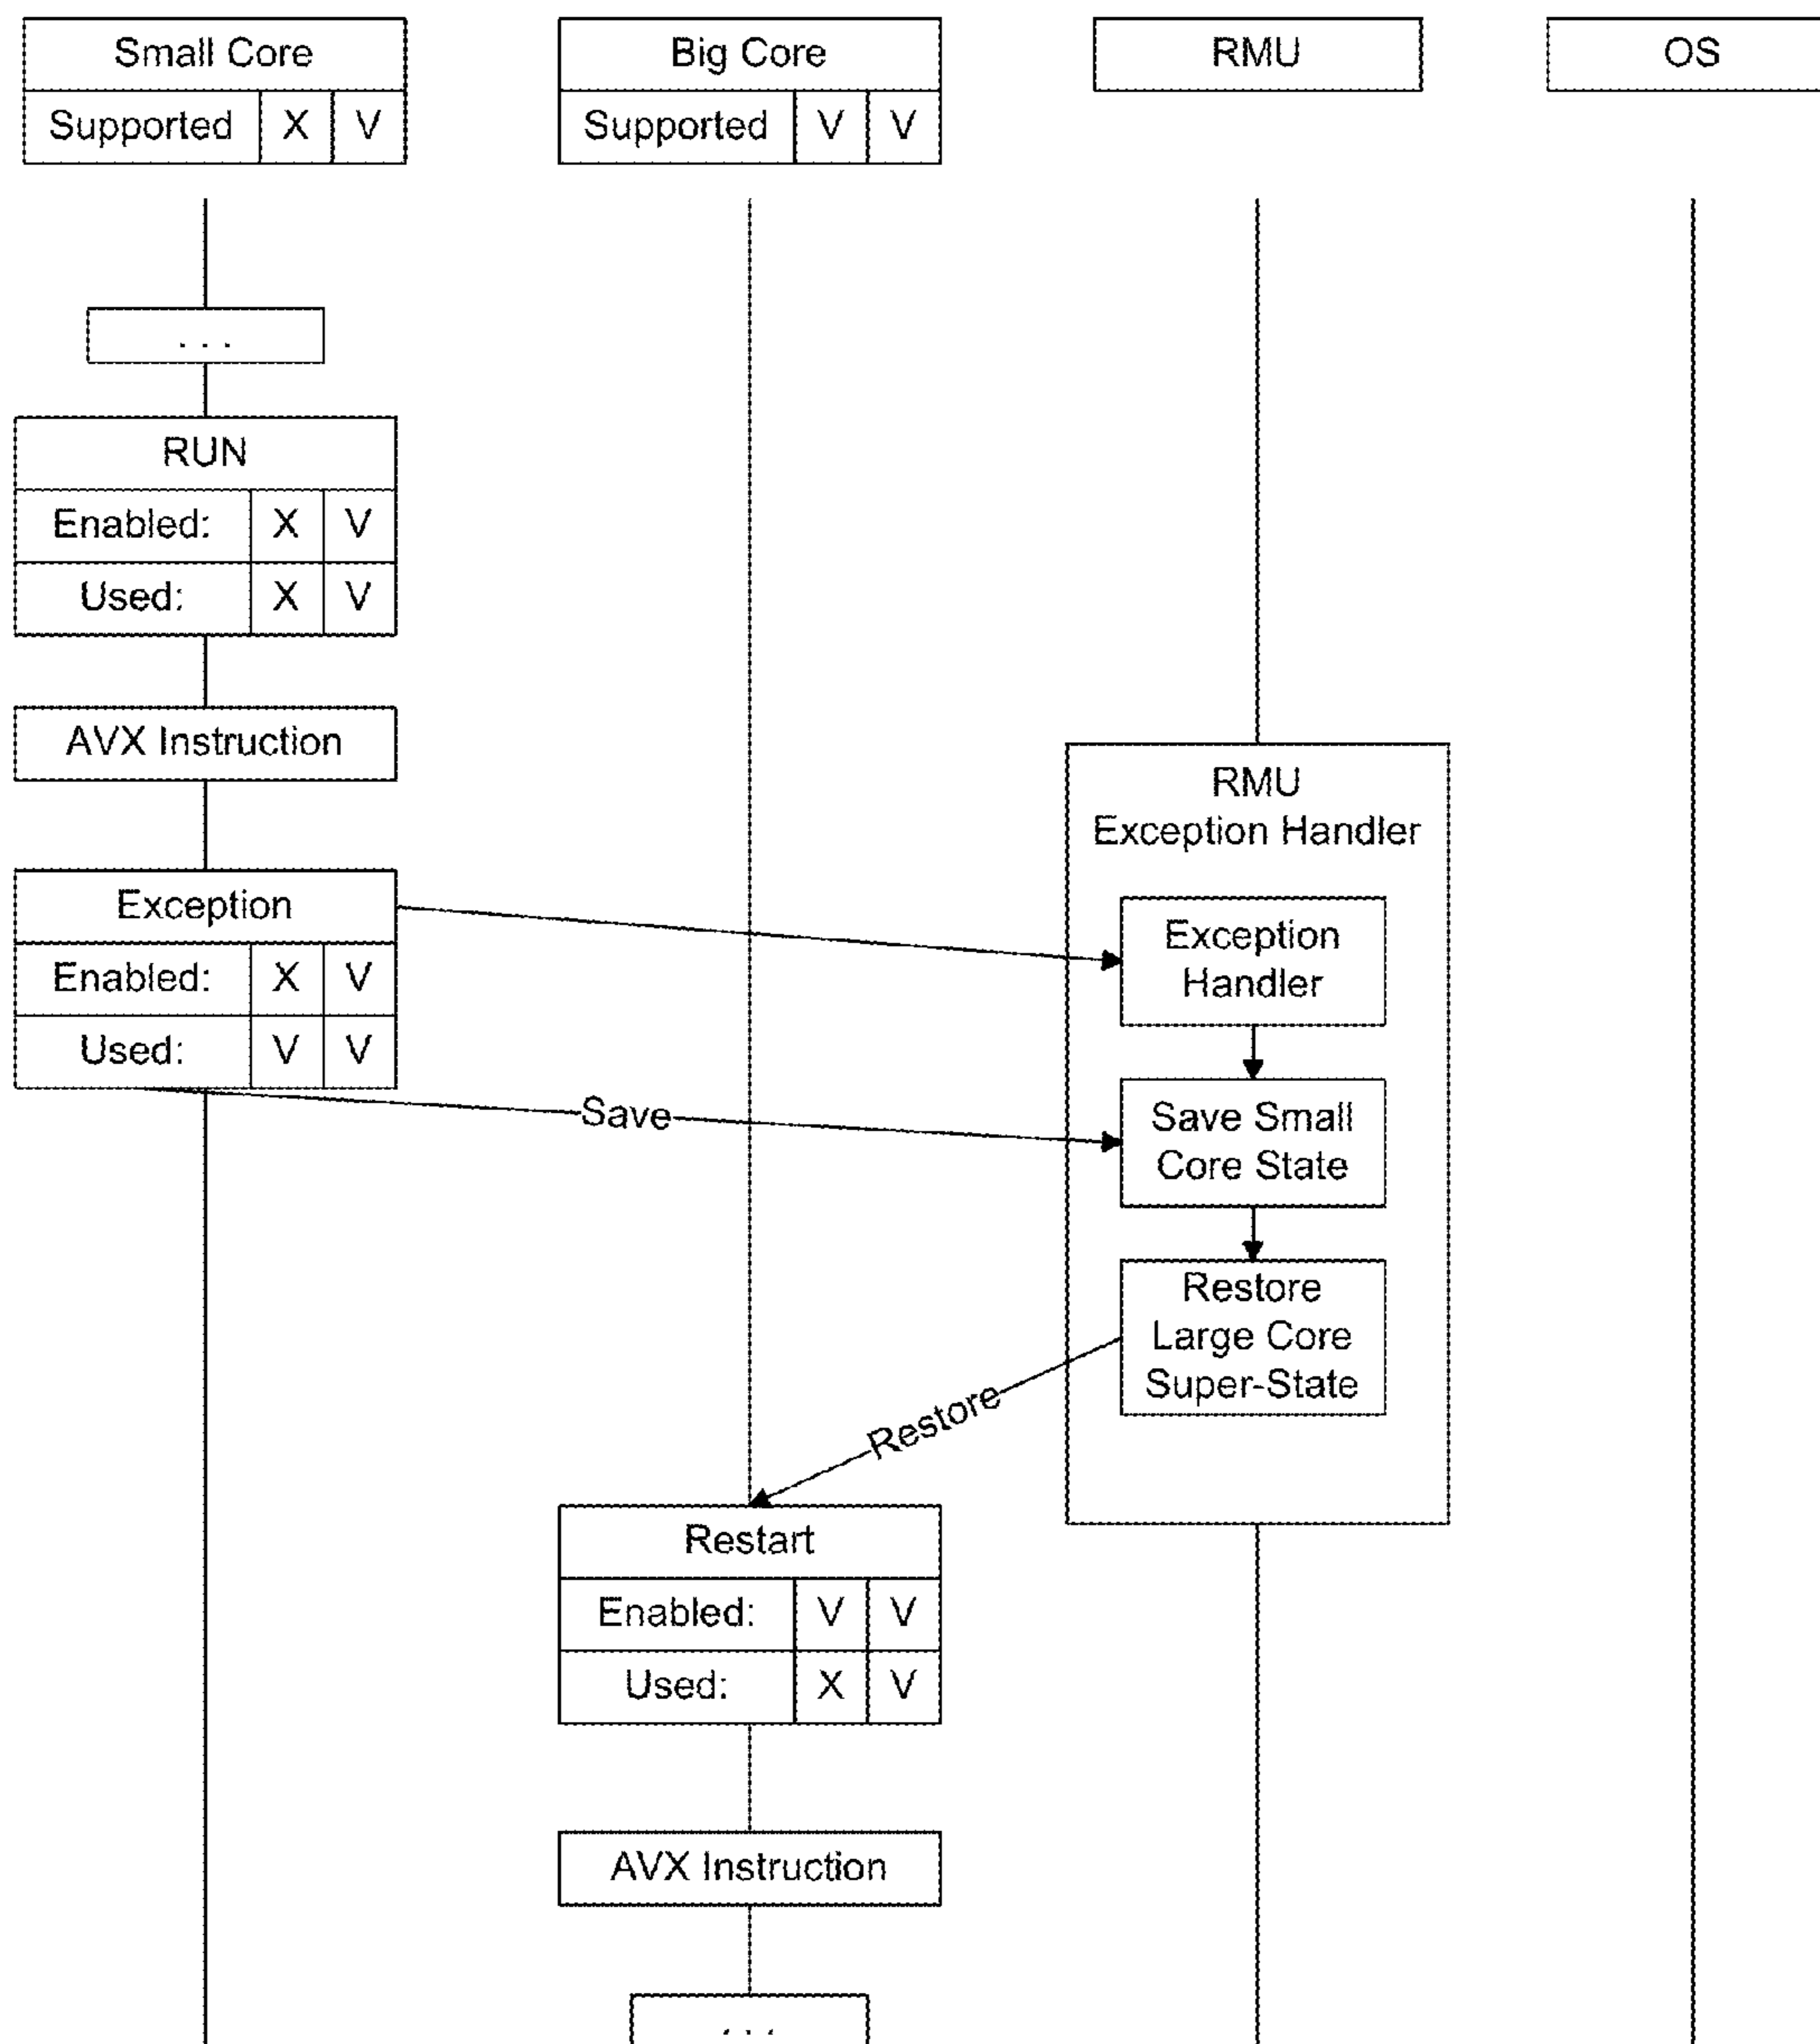 Small Core
Supported X V
Big Core
Supported V V
RMU
OS
. . .
RUN
Enabled: X V
Used: X V
AVX Instruction
Exception
Enabled: X V
Used: V V
RMU
Exception Handler
Exception
Handler
Save
Save Small
Core State
Restore
Large Core
Super-State
Restore
Restart
Enabled: V V
Used: X V
AVX Instruction
. . .